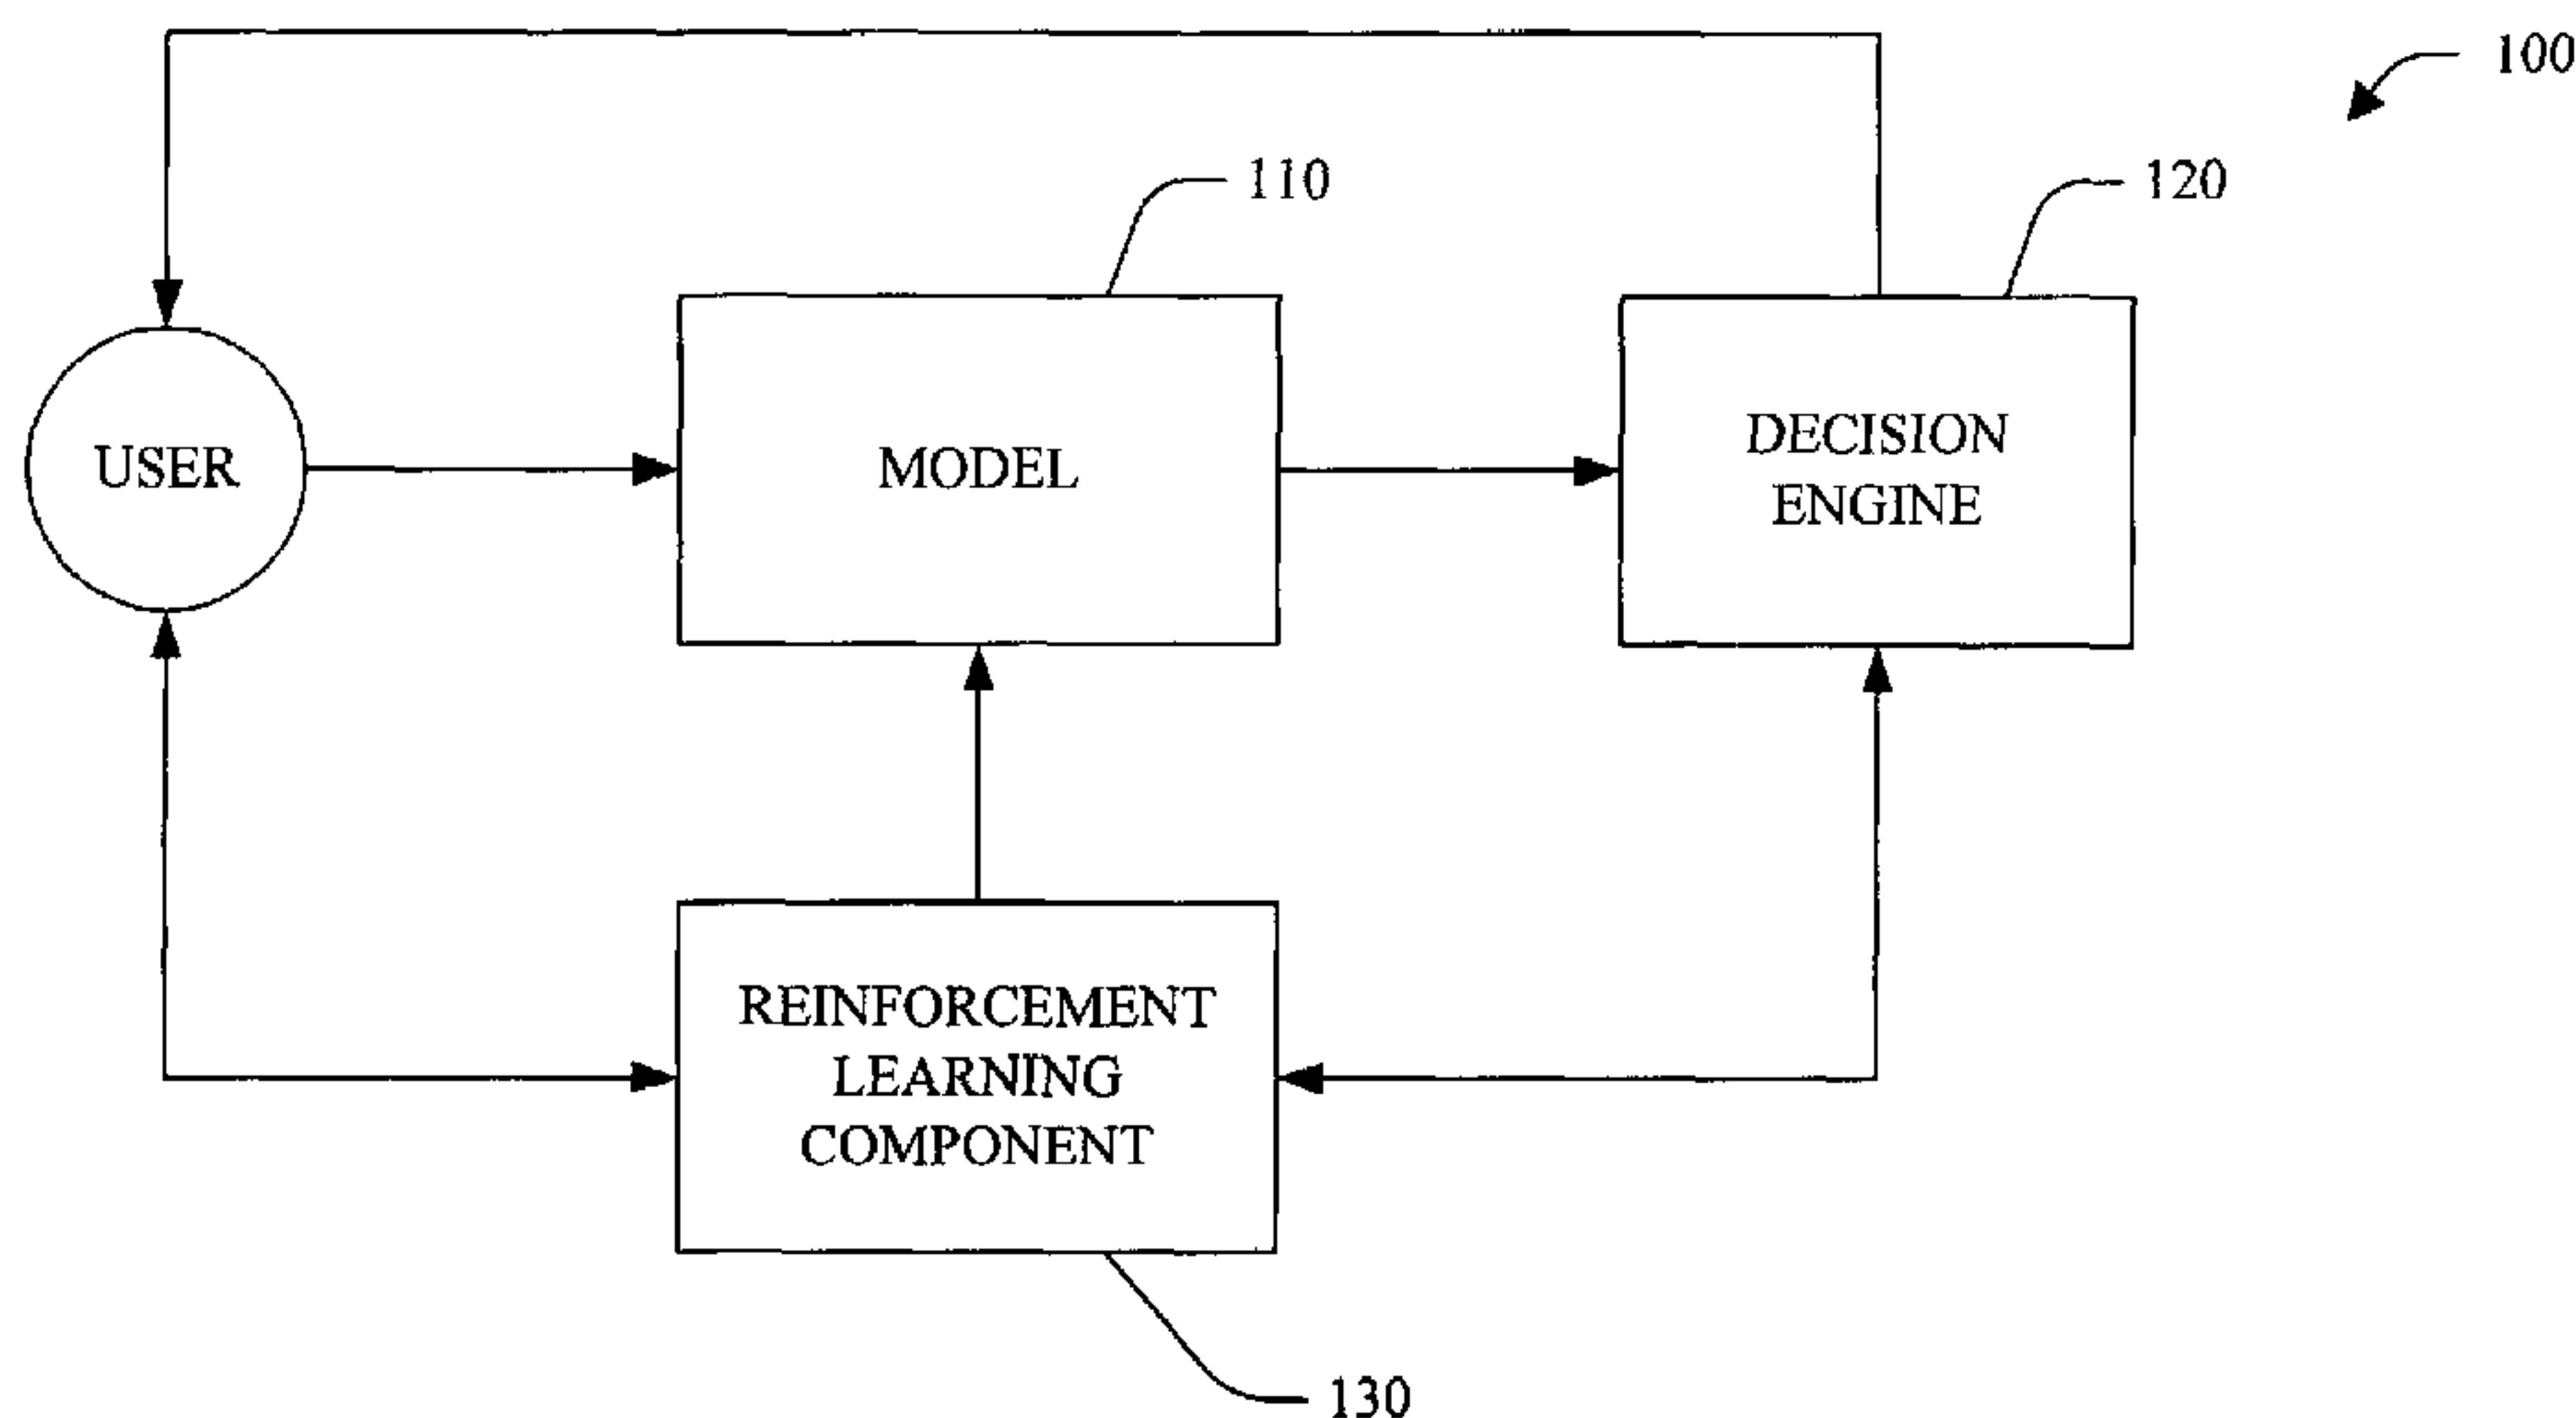 100
110
120
USER
MODEL
DECISION
ENGINE
REINFORCEMENT
LEARNING
COMPONENT
130